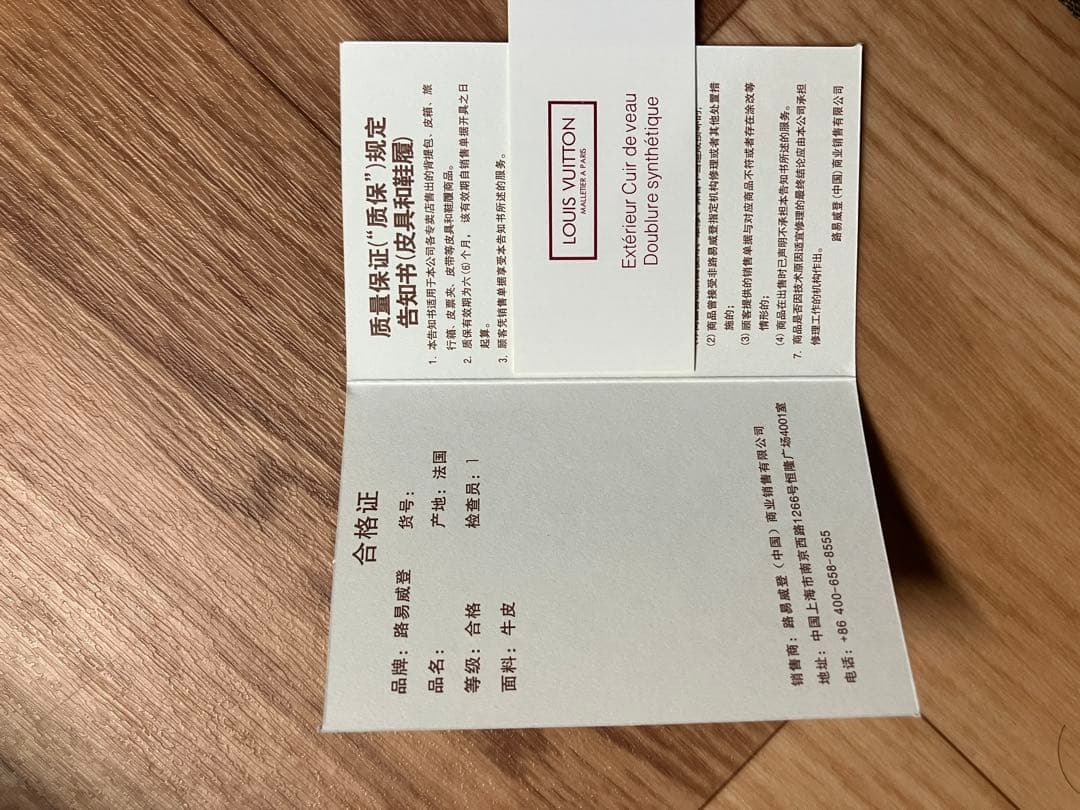 质量保证(“质保”)规定
告知书(皮具和鞋履)
1. 本告知书适用于本公司各专卖店售出的背提包、皮箱、旅
行箱、皮票夹、皮带等皮具和鞋履商品。
2. 质保有效期为六(6)个月，该有效期自销售单据开具之日
起算。
3. 顾客凭销售单据享受本告知书所述的服务。
LOUIS VUITTON
MALLETIER A PARIS
Extérieur Cuir de veau
Doublure synthétique
(2) 商品曾接受非路易威登指定机构修理或者其他处置措
施的；
(3) 顾客提供的销售单据与对应商品不符或者存在涂改等
情形的；
(4) 商品在出售时已声明不承担本告知书所述的服务。
7. 商品是否因技术原因适宜修理的最终结论应由本公司承担
修理工作的机构作出。
路易威登(中国)商业销售有限公司
合格证
品牌：路易威登 货号：
品名： 产地：法国
等级：合格 检查员：1
面料：牛皮
销售商：路易威登（中国）商业销售有限公司
地址：中国上海市南京西路1266号恒隆广场4001室
电话：+86 400-658-8555